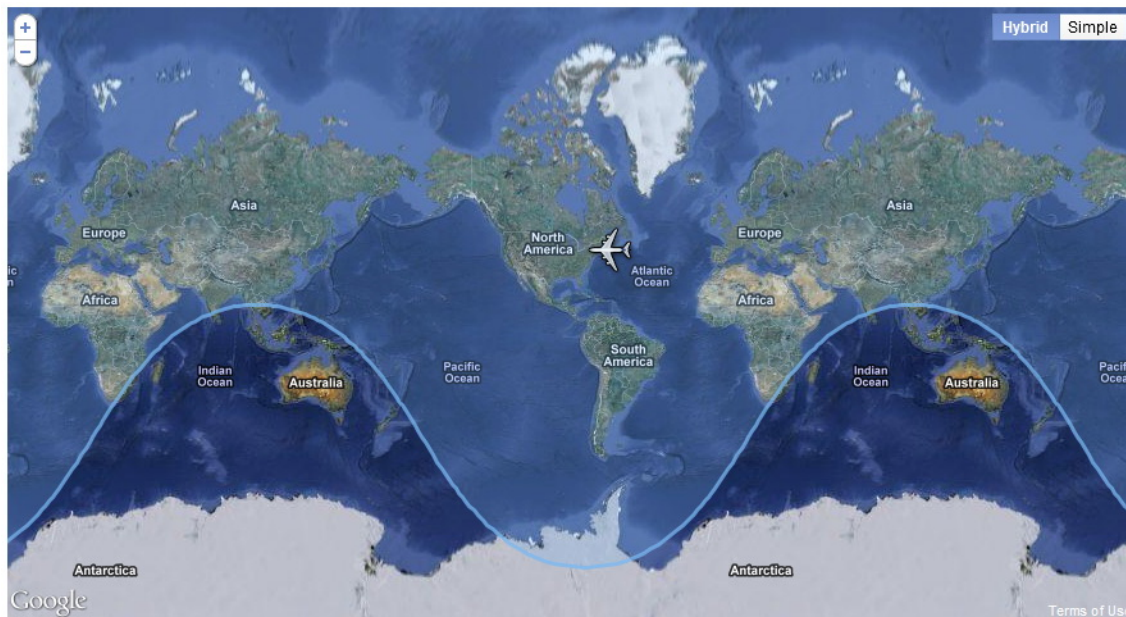 +
Hybrid Simple
−
Asia
Asia
Europe
North
America
Europe
Atlantic
Ocean
Africa
Africa
South
America
Indian
Ocean
Pacific
Ocean
Indian
Ocean
Australia
Australia
Antarctica
Antarctica
Google
Terms of Us